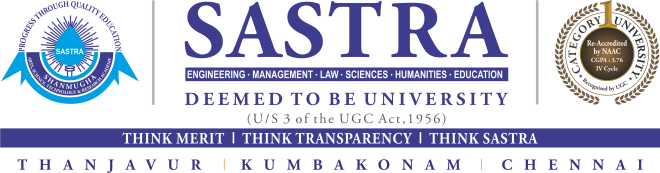 PROGRESS THROUGH QUALITY EDUCATION
SASTRA
SHANMUGHA
ARTS, SCIENCE, TECHNOLOGY & RESEARCH ACADEMY
SASTRA
ENGINEERING · MANAGEMENT · LAW · SCIENCES · HUMANITIES · EDUCATION
DEEMED TO BE UNIVERSITY
(U/S 3 of the UGC Act, 1956)
CATEGORY 1 UNIVERSITY
Re-Accredited
by NAAC
CGPA : 3.76
IV Cycle
Recognised by UGC
THINK MERIT | THINK TRANSPARENCY | THINK SASTRA
THANJAVUR | KUMBAKONAM | CHENNAI